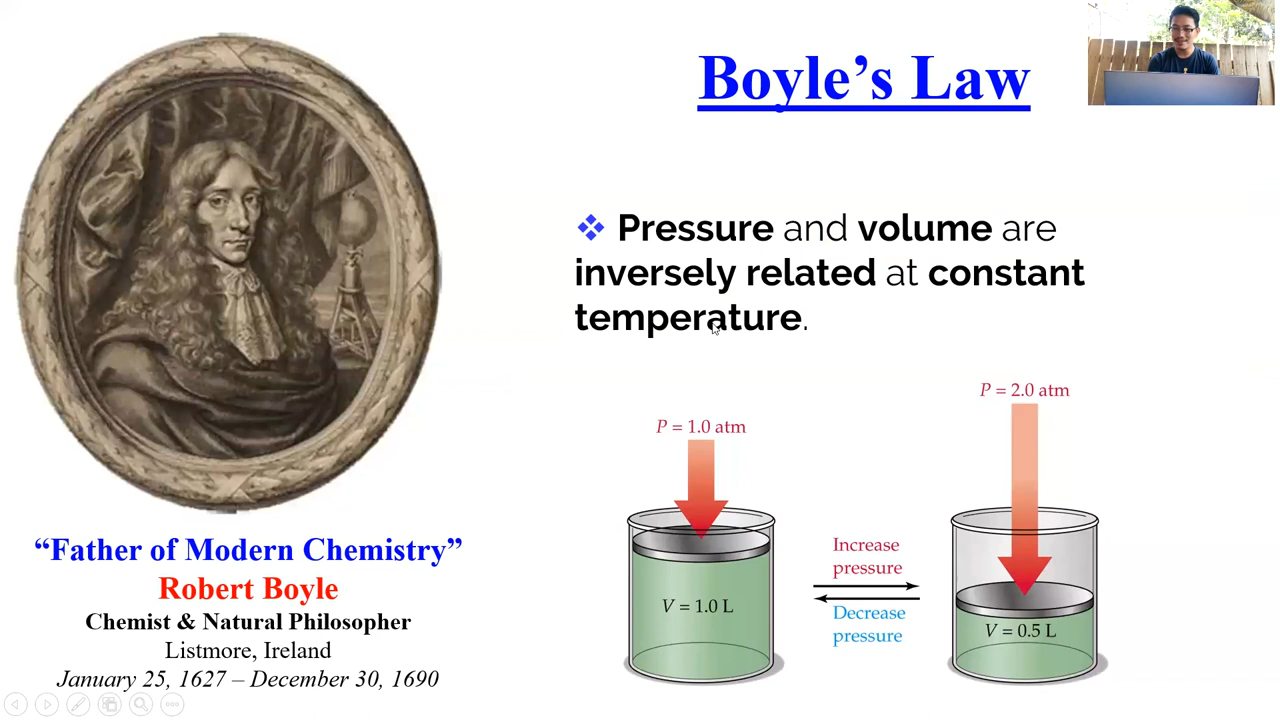 Boyle’s Law
❖ Pressure and volume are
inversely related at constant
temperature.
P = 1.0 atm
P = 2.0 atm
Increase
pressure
Decrease
pressure
V = 1.0 L
V = 0.5 L
“Father of Modern Chemistry”
Robert Boyle
Chemist & Natural Philosopher
Listmore, Ireland
January 25, 1627 – December 30, 1690